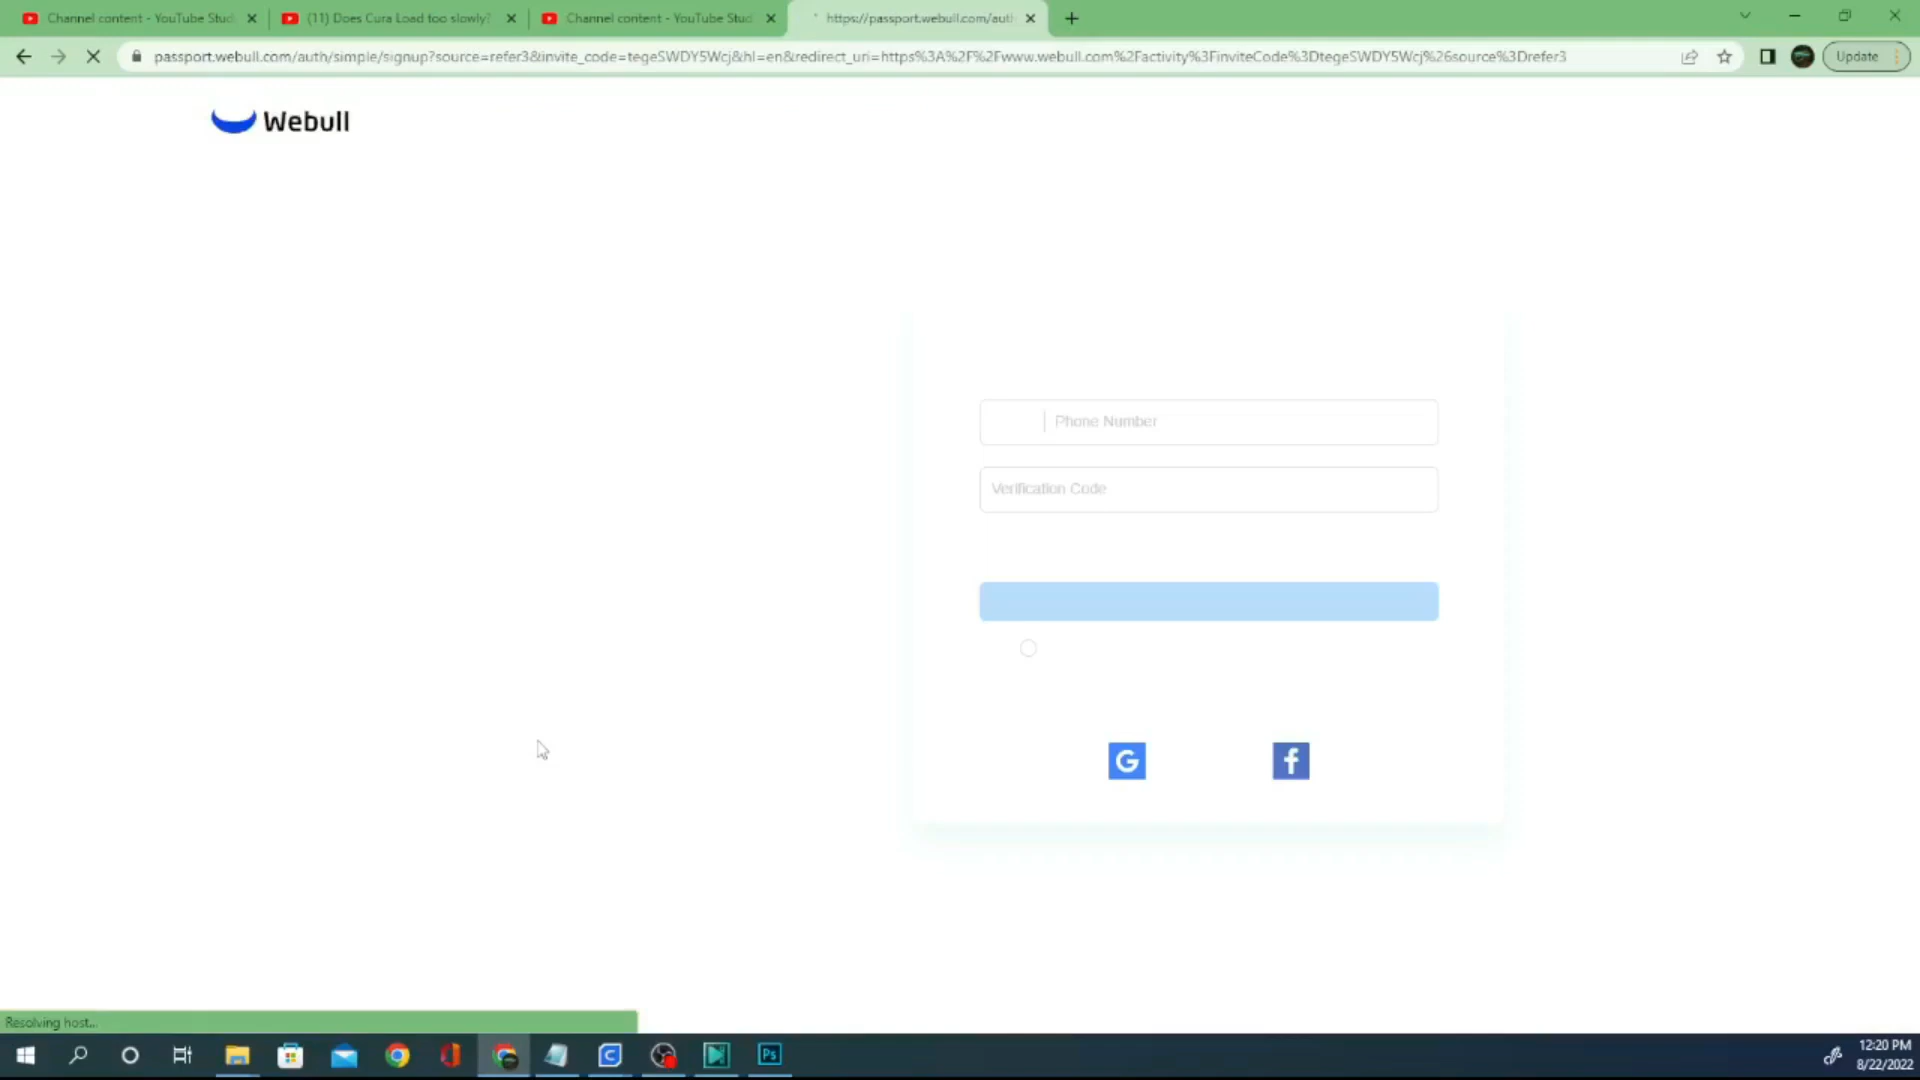 Channel content - YouTube Stud
(11) Does Cura Load too slowly?
Channel content - YouTube Stud
https://passport.webull.com/auth
passport.webull.com/auth/simple/signup?source=refer3&invite_code=tegeSWDY5Wcj&hl=en&redirect_uri=https%3A%2F%2Fwww.webull.com%2Factivity%3FinviteCode%3DtegeSWDY5Wcj%26source%3Drefer3
Update
Webull
Phone Number
Verification Code
G
f
Resolving host...
C
Ps
12:20 PM
8/22/2022